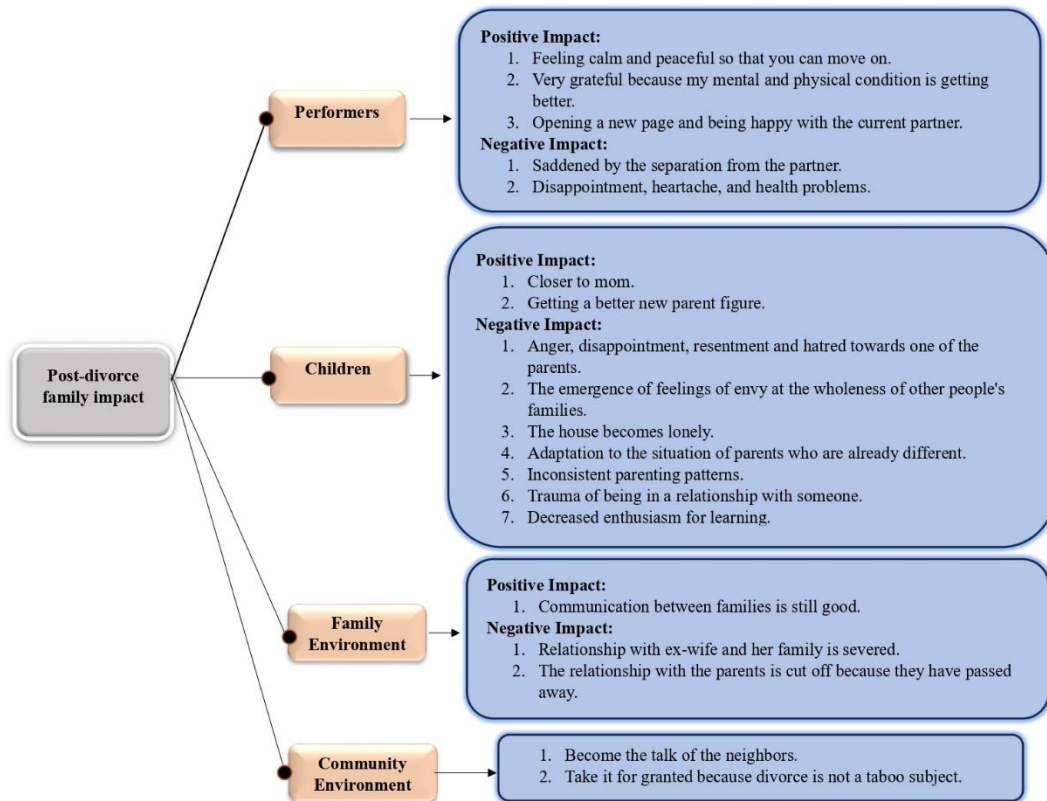 Post-divorce
family impact
Performers
Positive Impact:
1. Feeling calm and peaceful so that you can move on.
2. Very grateful because my mental and physical condition is getting
better.
3. Opening a new page and being happy with the current partner.
Negative Impact:
1. Saddened by the separation from the partner.
2. Disappointment, heartache, and health problems.
Children
Positive Impact:
1. Closer to mom.
2. Getting a better new parent figure.
Negative Impact:
1. Anger, disappointment, resentment and hatred towards one of the
parents.
2. The emergence of feelings of envy at the wholeness of other people's
families.
3. The house becomes lonely.
4. Adaptation to the situation of parents who are already different.
5. Inconsistent parenting patterns.
6. Trauma of being in a relationship with someone.
7. Decreased enthusiasm for learning.
Family
Environment
Positive Impact:
1. Communication between families is still good.
Negative Impact:
1. Relationship with ex-wife and her family is severed.
2. The relationship with the parents is cut off because they have passed
away.
Community
Environment
1. Become the talk of the neighbors.
2. Take it for granted because divorce is not a taboo subject.